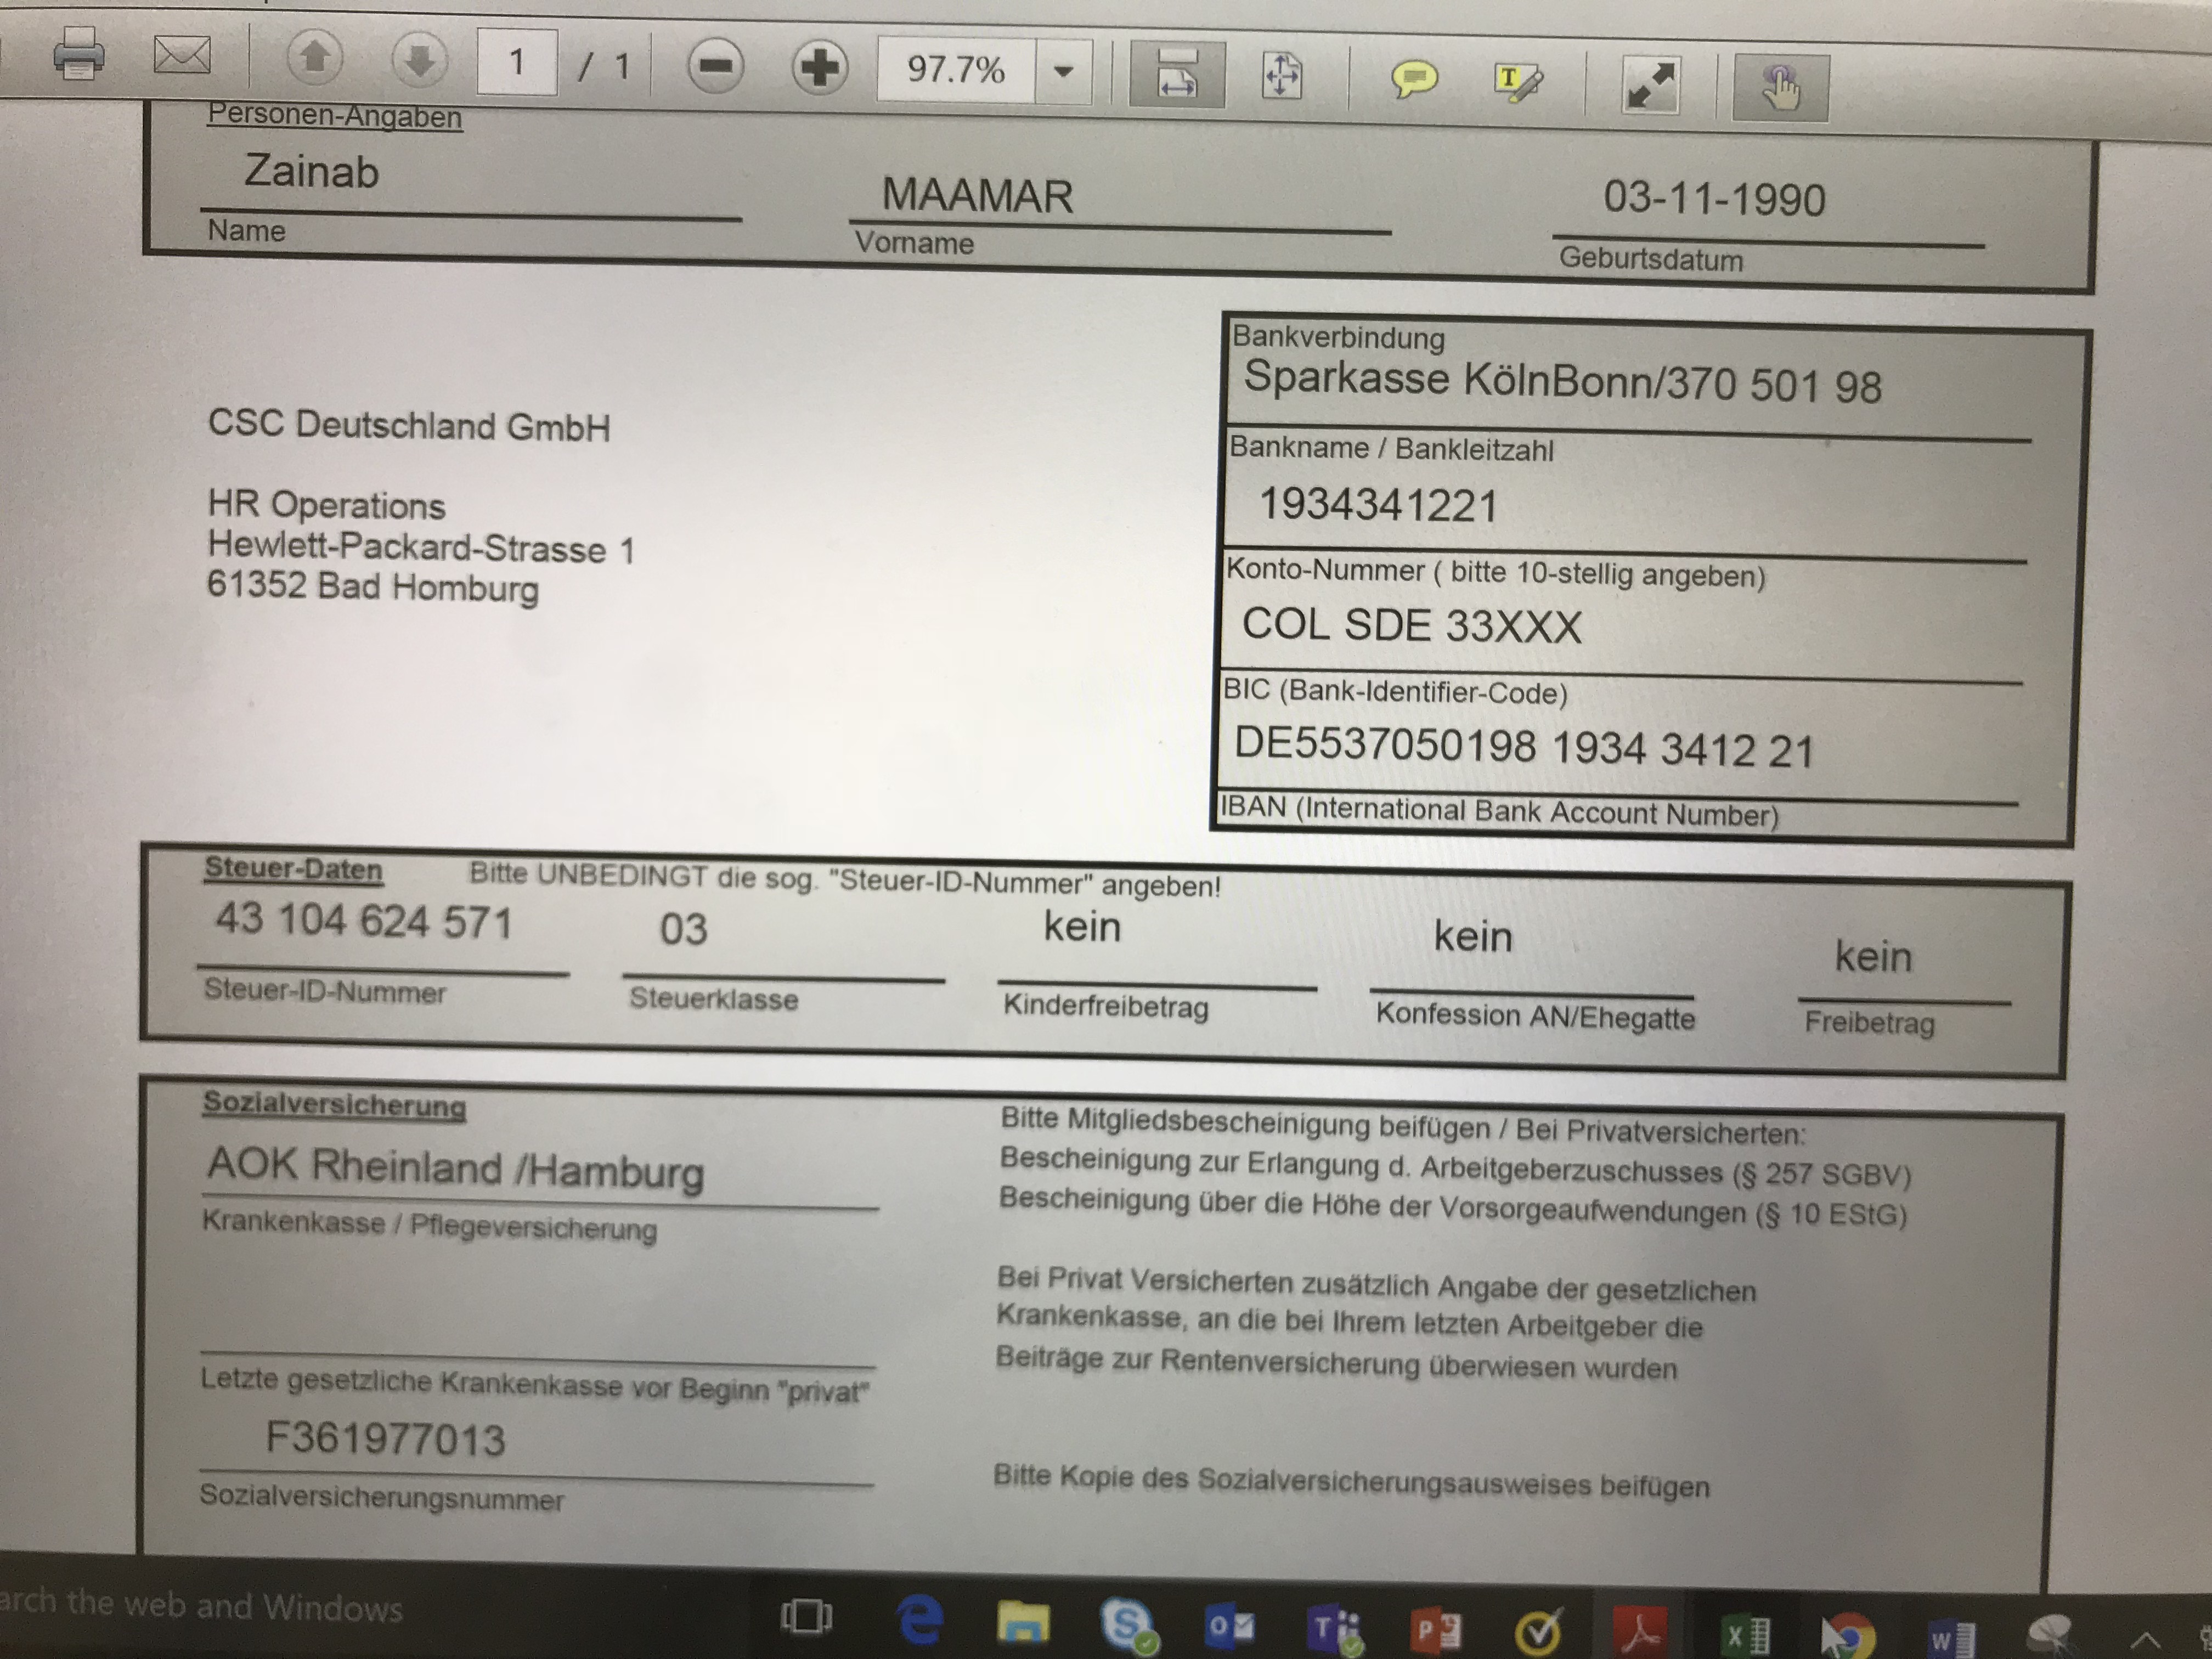 1 / 1
97.7%
Personen-Angaben
Zainab MAAMAR 03-11-1990
Name Vorname Geburtsdatum
Bankverbindung
Sparkasse KölnBonn/370 501 98
Bankname / Bankleitzahl
1934341221
Konto-Nummer ( bitte 10-stellig angeben)
COL SDE 33XXX
BIC (Bank-Identifier-Code)
DE5537050198 1934 3412 21
IBAN (International Bank Account Number)
CSC Deutschland GmbH
HR Operations
Hewlett-Packard-Strasse 1
61352 Bad Homburg
Steuer-Daten Bitte UNBEDINGT die sog. "Steuer-ID-Nummer" angeben!
43 104 624 571 03 kein kein kein
Steuer-ID-Nummer Steuerklasse Kinderfreibetrag Konfession AN/Ehegatte Freibetrag
Sozialversicherung
AOK Rheinland /Hamburg
Krankenkasse / Pflegeversicherung
Letzte gesetzliche Krankenkasse vor Beginn "privat"
F361977013
Sozialversicherungsnummer
Bitte Mitgliedsbescheinigung beifügen / Bei Privatversicherten:
Bescheinigung zur Erlangung d. Arbeitgeberzuschusses (§ 257 SGBV)
Bescheinigung über die Höhe der Vorsorgeaufwendungen (§ 10 EStG)
Bei Privat Versicherten zusätzlich Angabe der gesetzlichen
Krankenkasse, an die bei Ihrem letzten Arbeitgeber die
Beiträge zur Rentenversicherung überwiesen wurden
Bitte Kopie des Sozialversicherungsausweises beifügen
arch the web and Windows